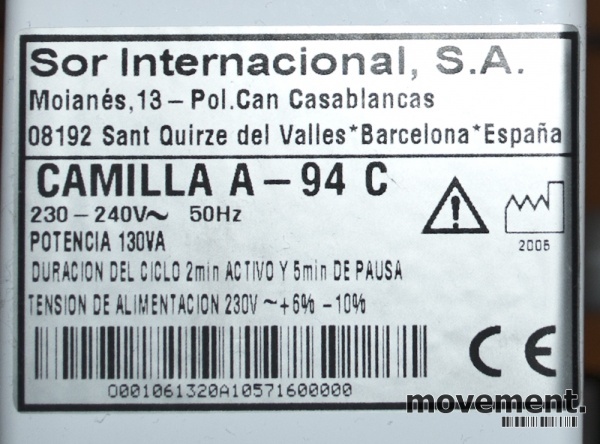 Sor Internacional, S.A.
Moianés,13 – Pol.Can Casablancas
08192 Sant Quirze del Valles*Barcelona*España
CAMILLA A – 94 C
230 – 240V~ 50Hz
POTENCIA 130VA
2006
DURACION DEL CICLO 2min ACTIVO Y 5min DE PAUSA
TENSION DE ALIMENTACION 230V ~ +6% –10%
CE
0001061320A10571600000
movement.